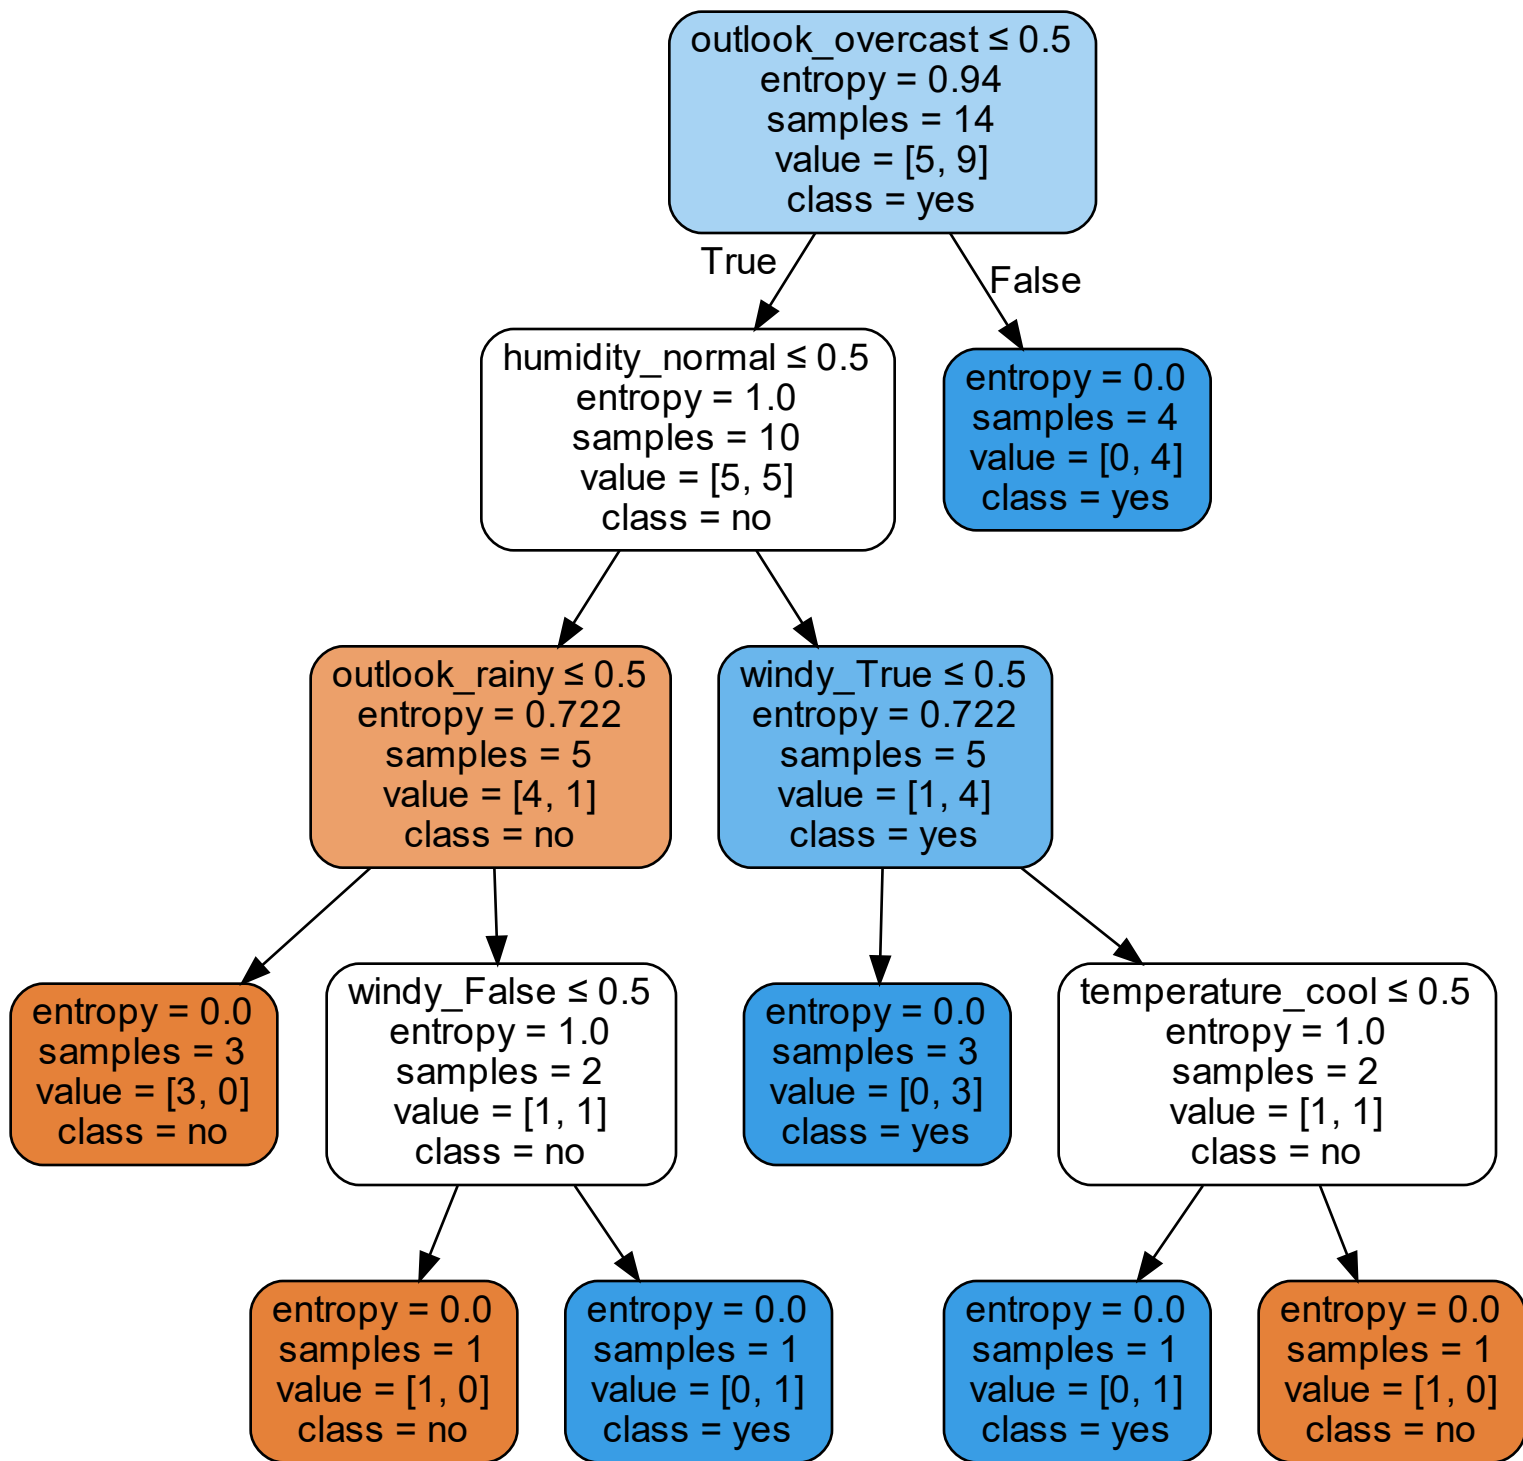 outlook_overcast ≤ 0.5
entropy = 0.94
samples = 14
value = [5, 9]
class = yes
True
False
humidity_normal ≤ 0.5
entropy = 1.0
samples = 10
value = [5, 5]
class = no
entropy = 0.0
samples = 4
value = [0, 4]
class = yes
outlook_rainy ≤ 0.5
entropy = 0.722
samples = 5
value = [4, 1]
class = no
windy_True ≤ 0.5
entropy = 0.722
samples = 5
value = [1, 4]
class = yes
entropy = 0.0
samples = 3
value = [3, 0]
class = no
windy_False ≤ 0.5
entropy = 1.0
samples = 2
value = [1, 1]
class = no
entropy = 0.0
samples = 3
value = [0, 3]
class = yes
temperature_cool ≤ 0.5
entropy = 1.0
samples = 2
value = [1, 1]
class = no
entropy = 0.0
samples = 1
value = [1, 0]
class = no
entropy = 0.0
samples = 1
value = [0, 1]
class = yes
entropy = 0.0
samples = 1
value = [0, 1]
class = yes
entropy = 0.0
samples = 1
value = [1, 0]
class = no